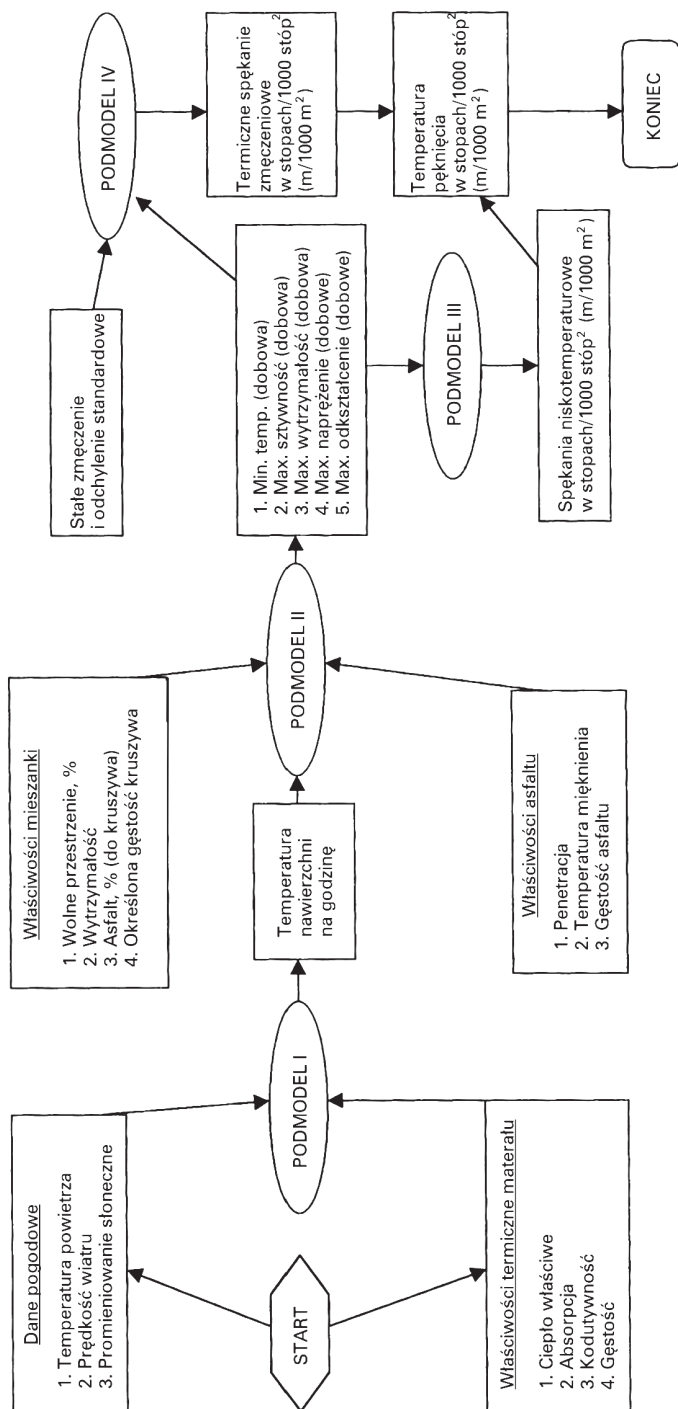 START
Dane pogodowe
1. Temperatura powietrza
2. Prędkość wiatru
3. Promieniowanie słoneczne
Właściwości termiczne materału
1. Ciepło właściwe
2. Absorpcja
3. Kodutywność
4. Gęstość
PODMODEL I
Temperatura
nawierzchni
na godzinę
Właściwości mieszanki
1. Wolne przestrzenie, %
2. Wytrzymałość
3. Asfalt, % (do kruszywa)
4. Określona gęstość kruszywa
Właściwości asfaltu
1. Penetracja
2. Temperatura mięknienia
3. Gęstość asfaltu
PODMODEL II
Stałe zmęczenie
i odchylenie standardowe
1. Min. temp. (dobowa)
2. Max. sztywność (dobowa)
3. Max. wytrzymałość (dobowa)
4. Max. naprężenie (dobowe)
5. Max. odkształcenie (dobowe)
PODMODEL III
Spękania niskotemperaturowe
w stopach/1000 stóp² (m/1000 m²)
PODMODEL IV
Termiczne spękanie
zmęczeniowe
w stopach/1000 stóp²
(m/1000 m²)
Temperatura
pęknięcia
w stopach/1000 stóp²
(m/1000 m²)
KONIEC